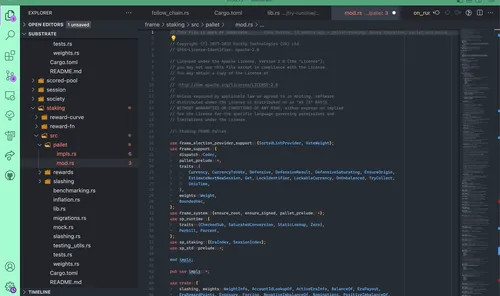 EXPLORER
OPEN EDITORS 1 unsaved
SUBSTRATE
tests.rs
weights.rs
Cargo.toml
README.md
scored-pool
session
society
staking
reward-curve
reward-fn
src
pallet
impls.rs
mod.rs 3
rewards
slashing
benchmarking.rs
inflation.rs
lib.rs
migrations.rs
mock.rs
slashing.rs
testing_utils.rs
tests.rs
weights.rs
Cargo.toml
README.md
TIMELINE
follow_chain.rs
Cargo.toml
lib.rs
mod.rs
on_run
frame > staking > src > pallet > mod.rs > ...
// Copyright (C) Parity Technologies (UK) Ltd.
// SPDX-License-Identifier: Apache-2.0
// Licensed under the Apache License, Version 2.0 (the "License");
// you may not use this file except in compliance with the License.
// You may obtain a copy of the License at
// http://www.apache.org/licenses/LICENSE-2.0
// Unless required by applicable law or agreed to in writing, software
// distributed under the License is distributed on an "AS IS" BASIS,
// WITHOUT WARRANTIES OR CONDITIONS OF ANY KIND, either express or implied.
// See the License for the specific language governing permissions and
// limitations under the License.
//! Staking FRAME Pallet.
use frame_election_provider_support::{SortedListProvider, VoteWeight};
use frame_support::{
dispatch::Codec,
pallet_prelude::*,
traits::{
Currency, CurrencyToVote, Defensive, DefensiveResult, DefensiveSaturating, EnsureOrigin,
EstimateNextNewSession, Get, LockIdentifier, LockableCurrency, OnUnbalanced, TryCollect,
UnixTime,
},
weights::Weight,
BoundedVec,
};
use frame_system::{ensure_root, ensure_signed, pallet_prelude::*};
use sp_runtime::{
traits::{CheckedSub, SaturatedConversion, StaticLookup, Zero},
Perbill, Percent,
};
use sp_staking::{EraIndex, SessionIndex};
use sp_std::prelude::*;
mod impls;
pub use impls::*;
use crate::{
slashing, weights::WeightInfo, AccountIdLookupOf, ActiveEraInfo, BalanceOf, EraPayout,
EraRewardPoints, Exposure, Forcing, NegativeImbalanceOf, Nominations, PositiveImbalanceOf,